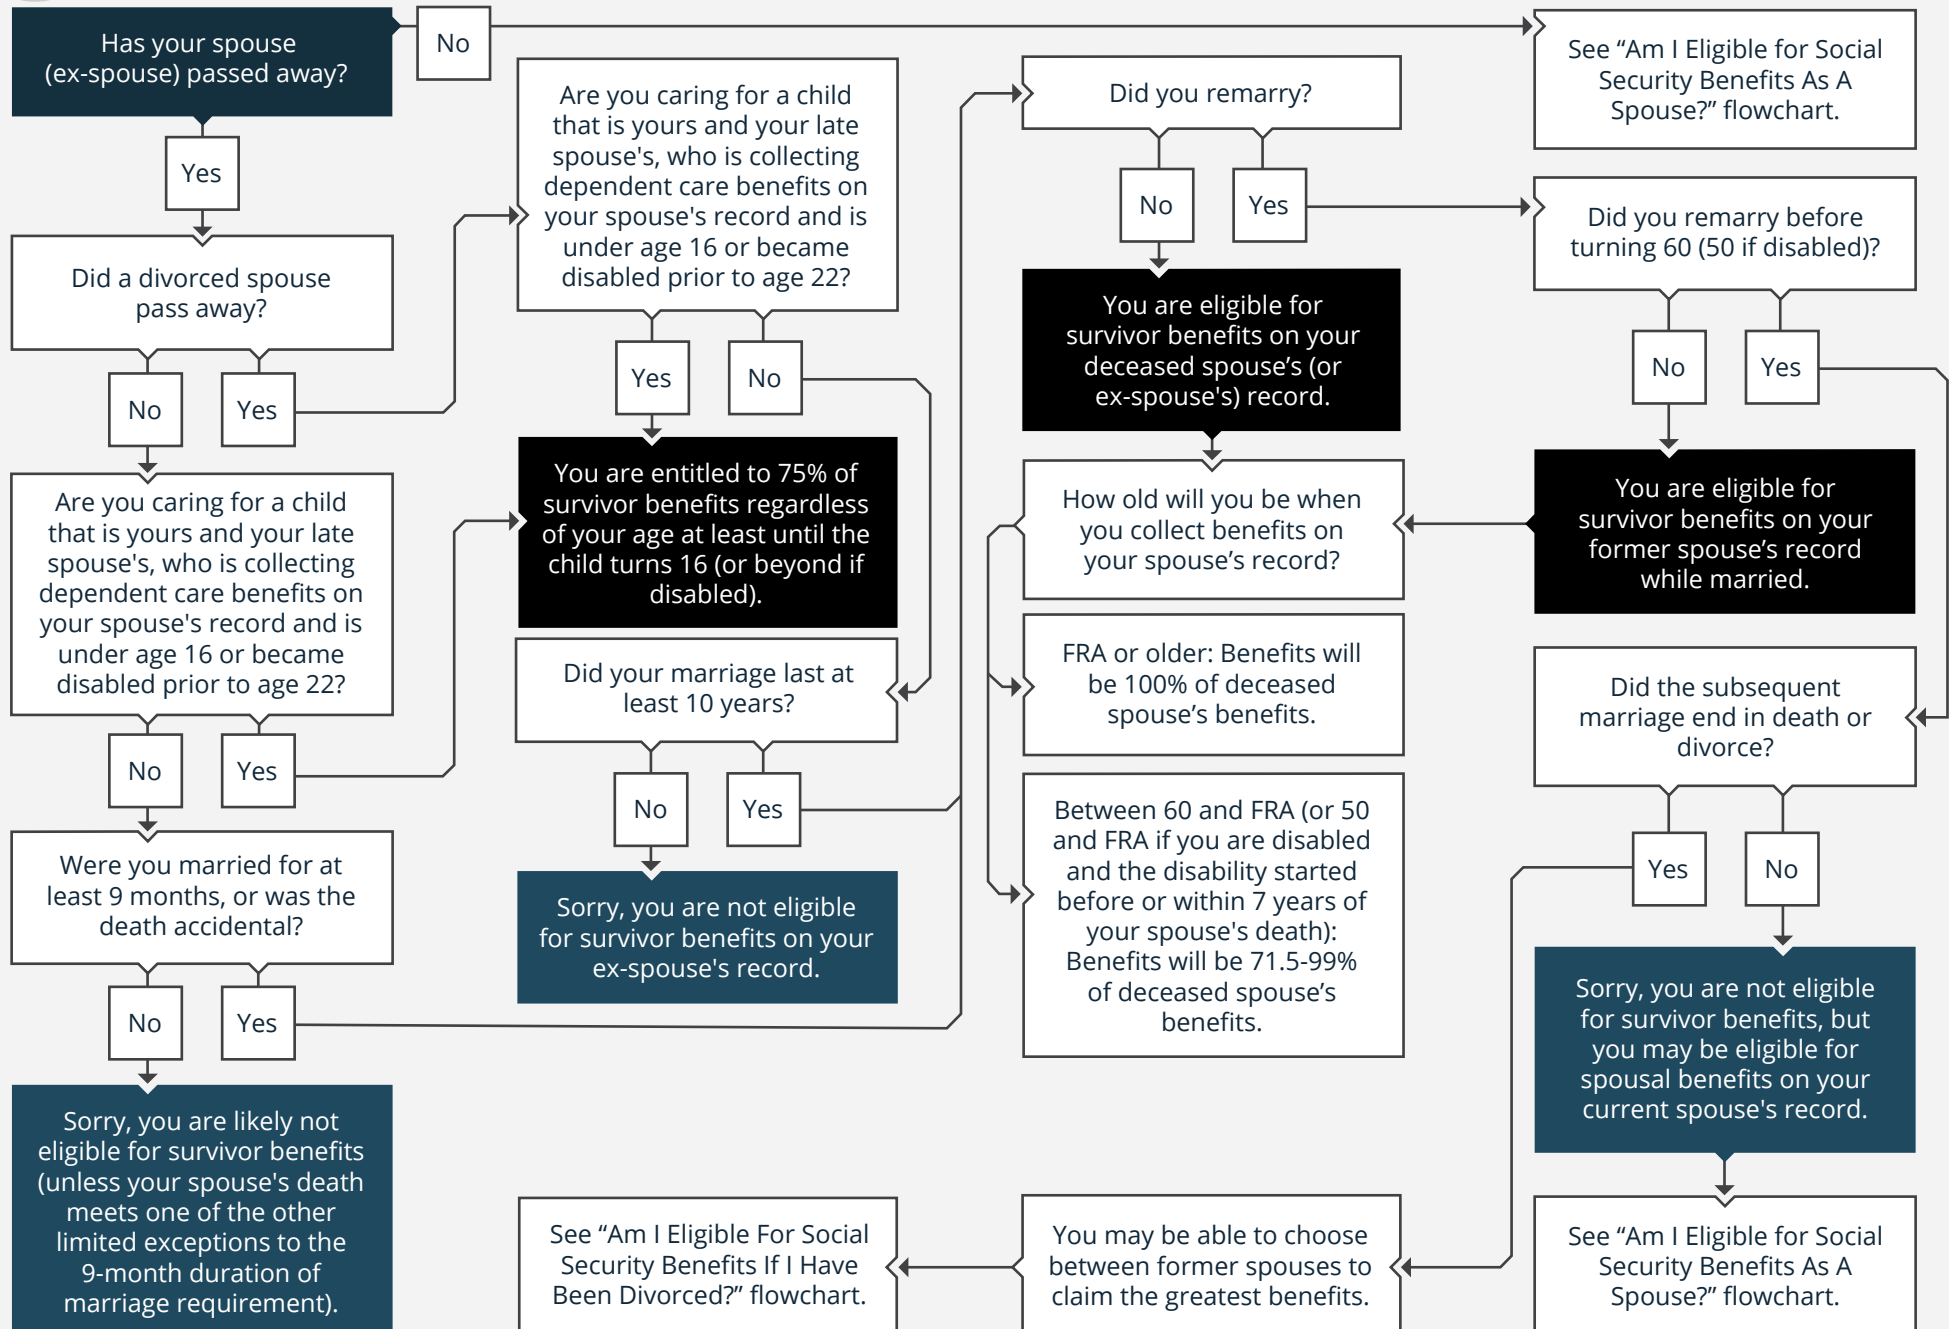 Has your spouse
(ex-spouse) passed away?
No
Yes
Did a divorced spouse
pass away?
No
Yes
Are you caring for a child
that is yours and your late
spouse's, who is collecting
dependent care benefits on
your spouse's record and is
under age 16 or became
disabled prior to age 22?
No
Yes
Were you married for at
least 9 months, or was the
death accidental?
No
Yes
Sorry, you are likely not
eligible for survivor benefits
(unless your spouse's death
meets one of the other
limited exceptions to the
9-month duration of
marriage requirement).
Are you caring for a child
that is yours and your late
spouse's, who is collecting
dependent care benefits on
your spouse's record and is
under age 16 or became
disabled prior to age 22?
Yes
No
You are entitled to 75% of
survivor benefits regardless
of your age at least until the
child turns 16 (or beyond if
disabled).
Did your marriage last at
least 10 years?
No
Yes
Sorry, you are not eligible
for survivor benefits on your
ex-spouse's record.
See “Am I Eligible For Social
Security Benefits If I Have
Been Divorced?” flowchart.
Did you remarry?
No
Yes
You are eligible for
survivor benefits on your
deceased spouse’s (or
ex-spouse's) record.
How old will you be when
you collect benefits on
your spouse’s record?
FRA or older: Benefits will
be 100% of deceased
spouse’s benefits.
Between 60 and FRA (or 50
and FRA if you are disabled
and the disability started
before or within 7 years of
your spouse's death):
Benefits will be 71.5-99%
of deceased spouse’s
benefits.
You may be able to choose
between former spouses to
claim the greatest benefits.
See “Am I Eligible for Social
Security Benefits As A
Spouse?” flowchart.
Did you remarry before
turning 60 (50 if disabled)?
No
Yes
You are eligible for
survivor benefits on your
former spouse’s record
while married.
Did the subsequent
marriage end in death or
divorce?
Yes
No
Sorry, you are not eligible
for survivor benefits, but
you may be eligible for
spousal benefits on your
current spouse's record.
See “Am I Eligible for Social
Security Benefits As A
Spouse?” flowchart.